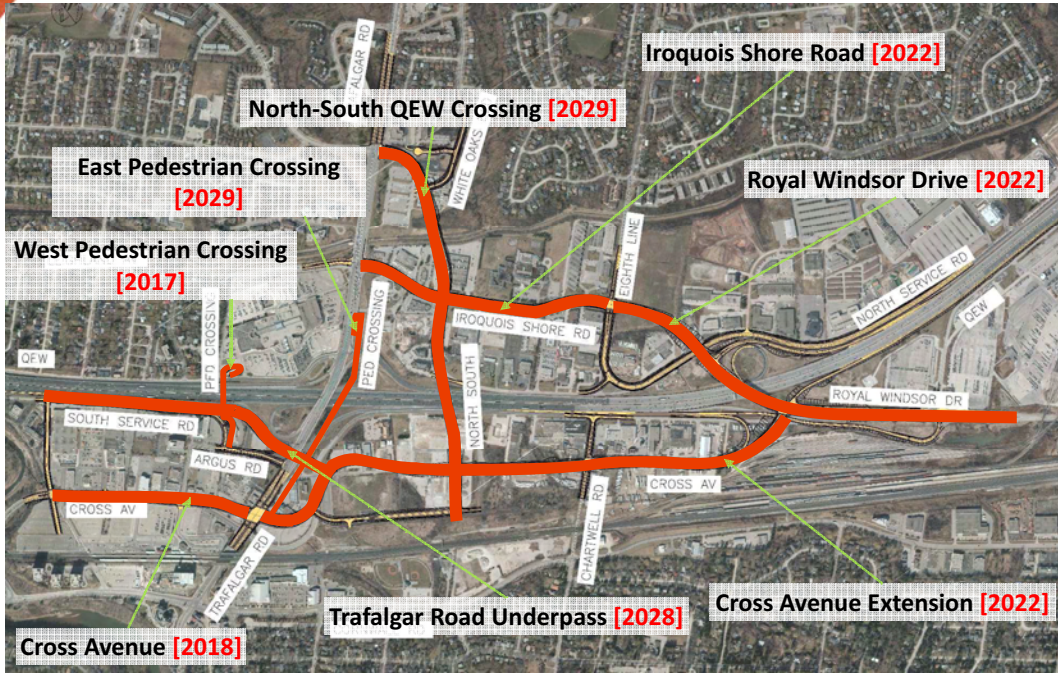 TRAFALGAR RD
Iroquois Shore Road [2022]
North-South QEW Crossing [2029]
WHITE OAKS
East Pedestrian Crossing
[2029]
Royal Windsor Drive [2022]
West Pedestrian Crossing
[2017]
EIGHTH LINE
NORTH SERVICE RD
QEW
PED CROSSING
PED CROSSING
IROQUOIS SHORE RD
QEW
ROYAL WINDSOR DR
SOUTH SERVICE RD
NORTH SOUTH
ARGUS RD
CROSS AV
CROSS AV
CHARTWELL RD
TRAFALGAR RD
Cross Avenue Extension [2022]
Trafalgar Road Underpass [2028]
Cross Avenue [2018]